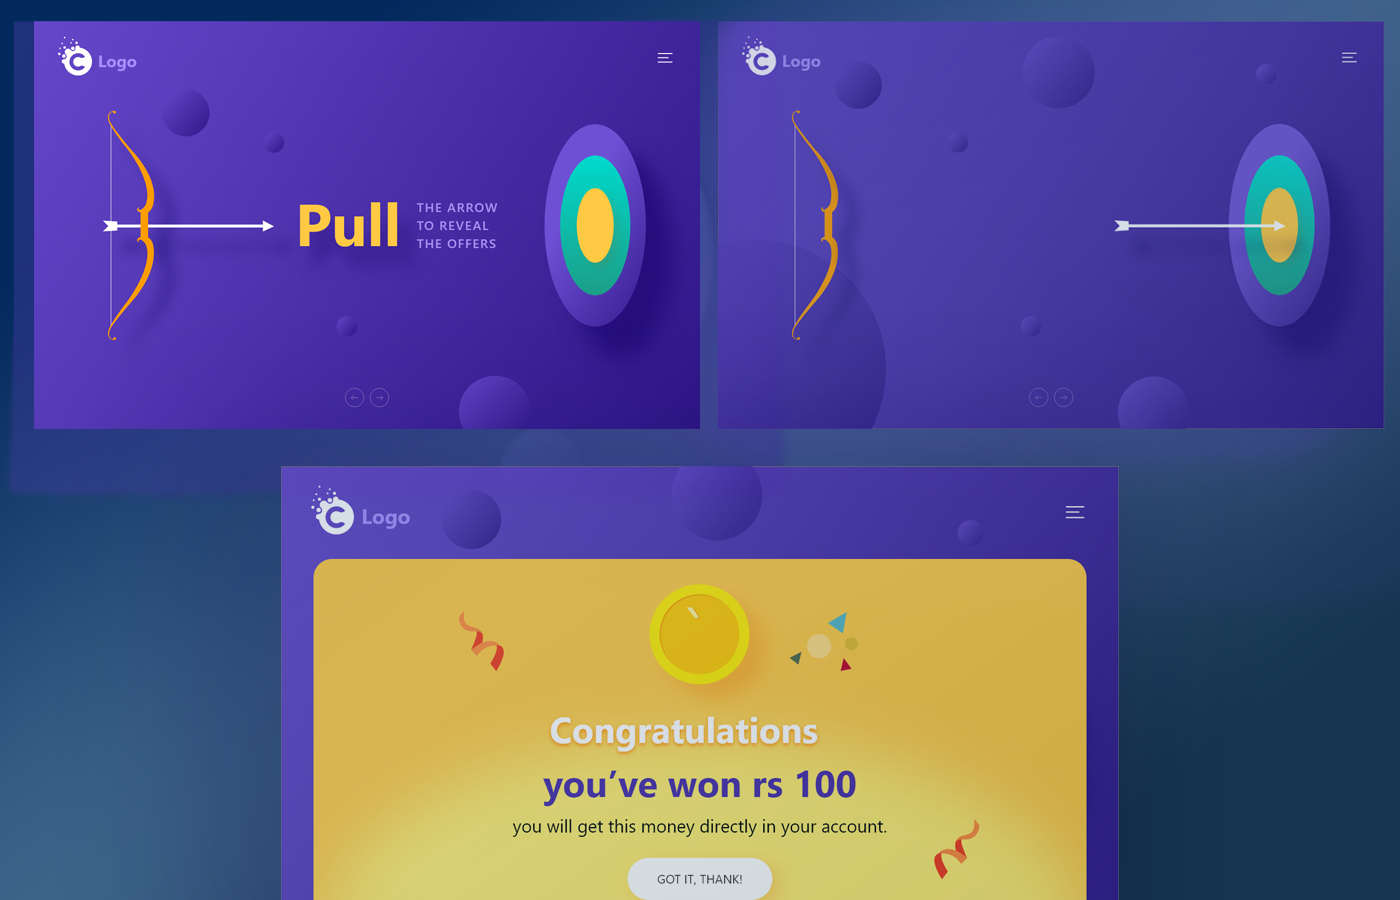 Logo
Pull
THE ARROW
TO REVEAL
THE OFFERS
Logo
Logo
Congratulations
you’ve won rs 100
you will get this money directly in your account.
GOT IT, THANK!